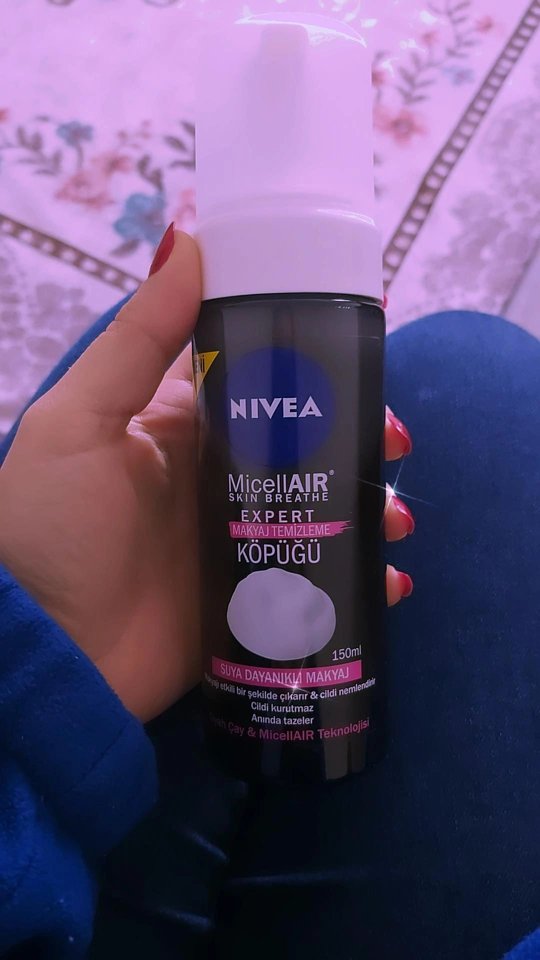 NIVEA
MicellAIR®
SKIN BREATHE
EXPERT
MAKYAJ TEMİZLEME
KÖPÜĞÜ
150ml
SUYA DAYANIKLI MAKYAJ
etkili bir şekilde çıkarır & cildi nemlendirir
Cildi kurutmaz
Anında tazeler
Çay & MicellAIR Teknolojisi